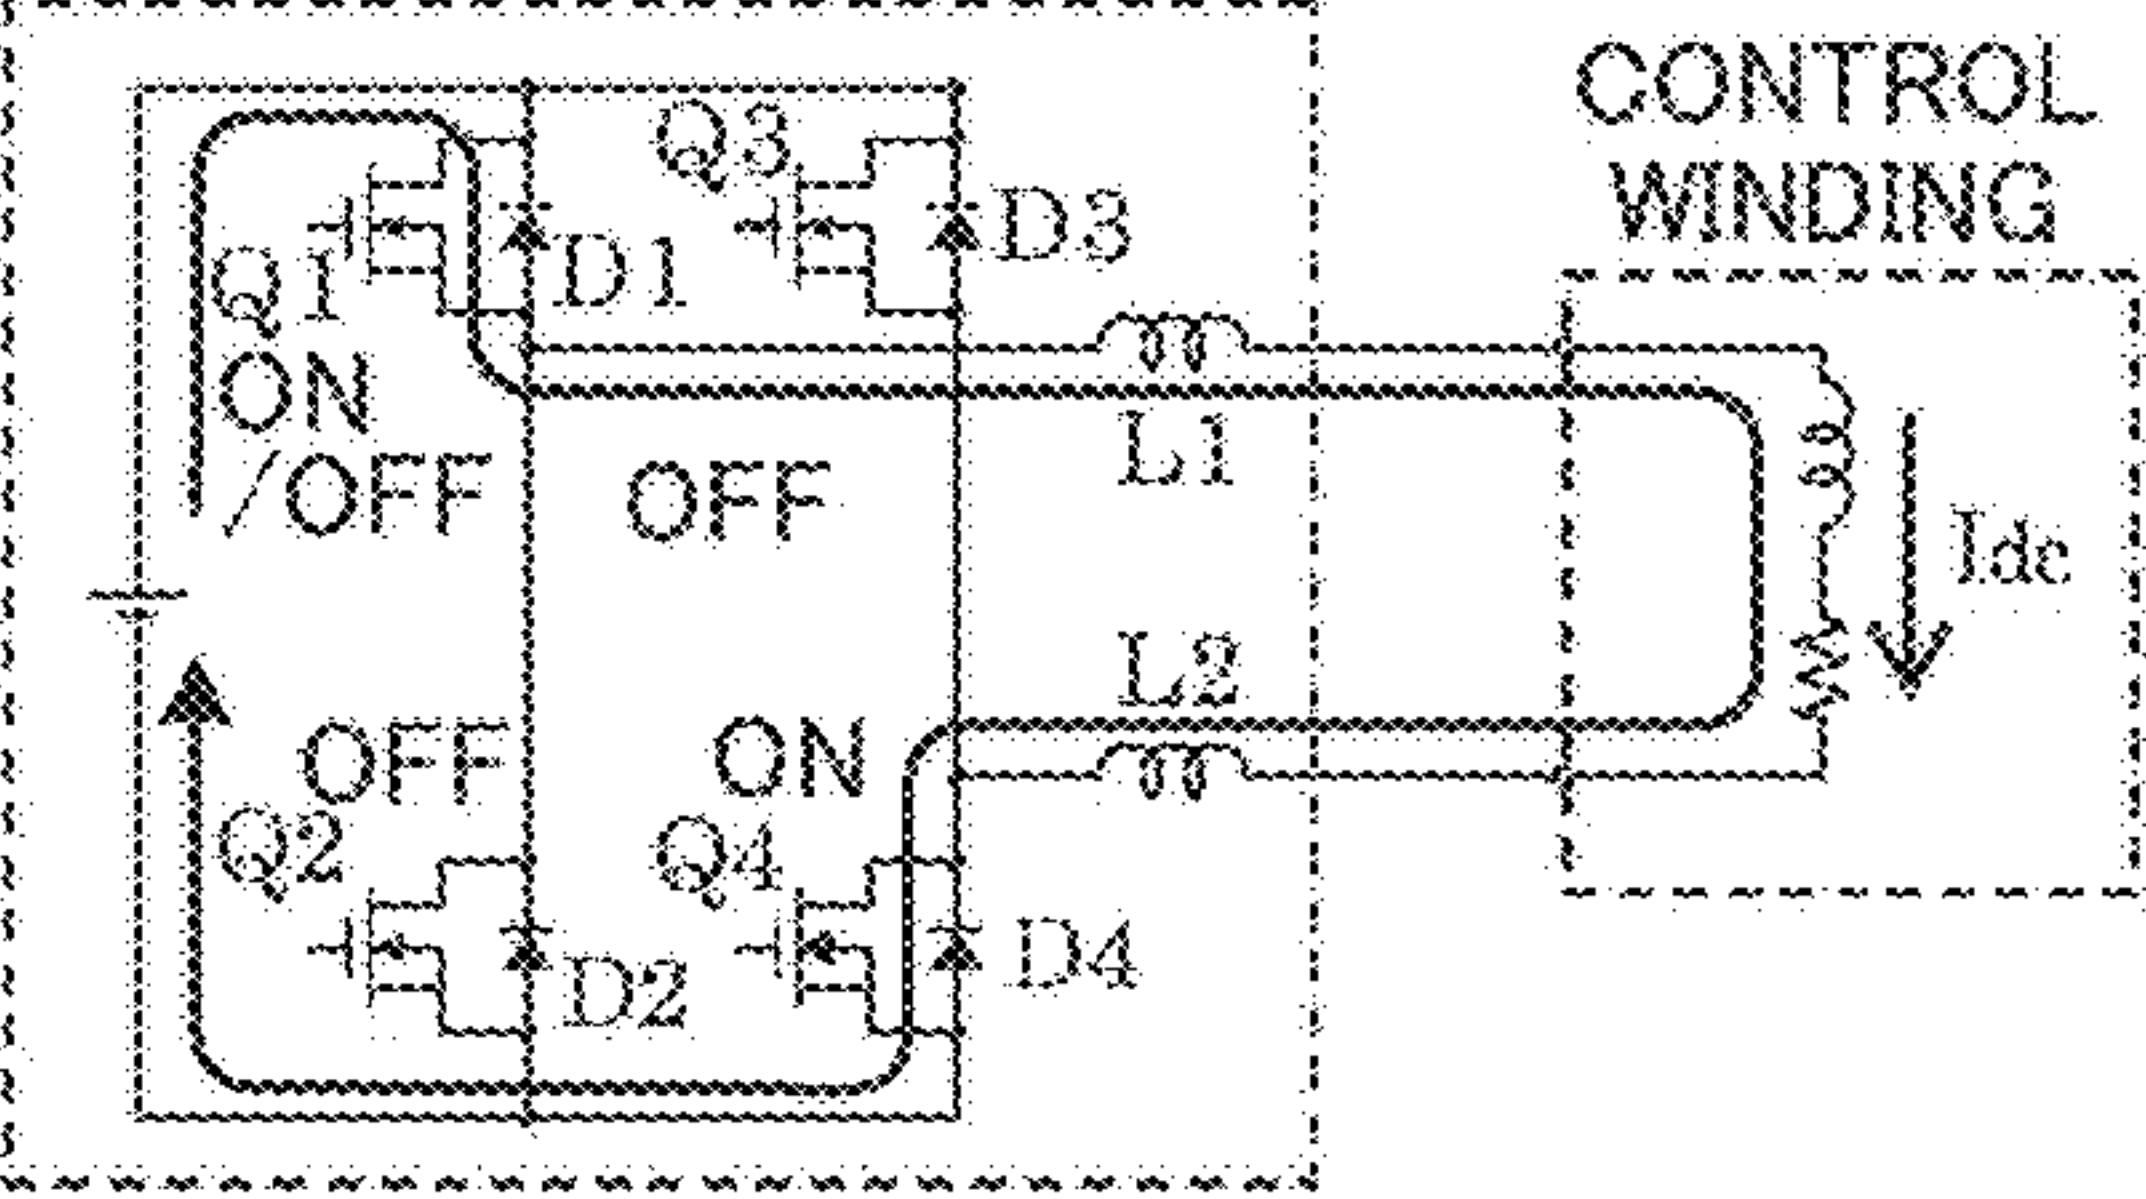 CONTROL
WINDING
Q3
D3
Q1
D1
ON
/OFF
OFF
L1
Idc
L2
OFF
ON
Q2
Q4
D2
D4